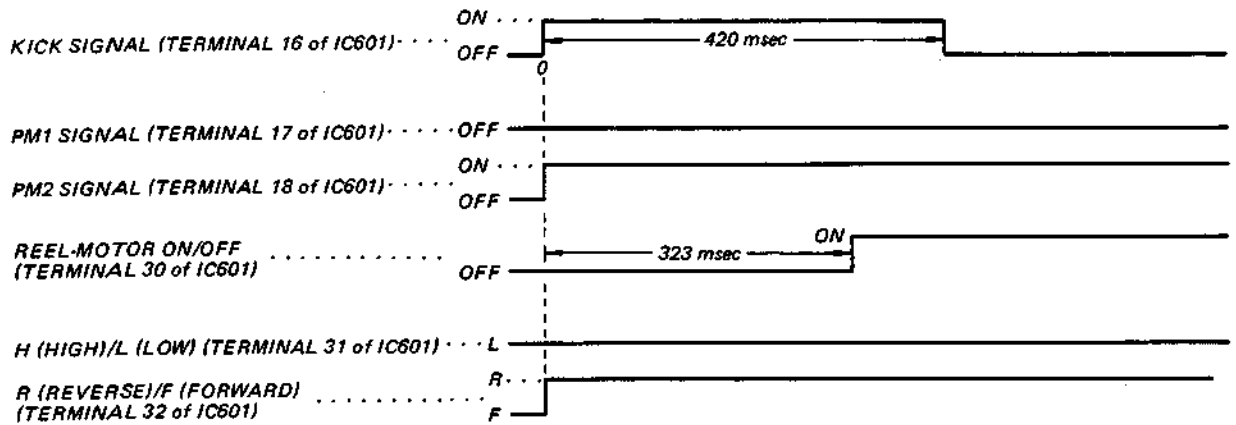 ON
KICK SIGNAL (TERMINAL 16 of IC601)
OFF
420 msec
0
PM1 SIGNAL (TERMINAL 17 of IC601) OFF
ON
PM2 SIGNAL (TERMINAL 18 of IC601)
OFF
REEL-MOTOR ON/OFF
(TERMINAL 30 of IC601)
OFF
323 msec
ON
H (HIGH)/L (LOW) (TERMINAL 31 of IC601) L
R (REVERSE)/F (FORWARD)
(TERMINAL 32 of IC601)
R
F